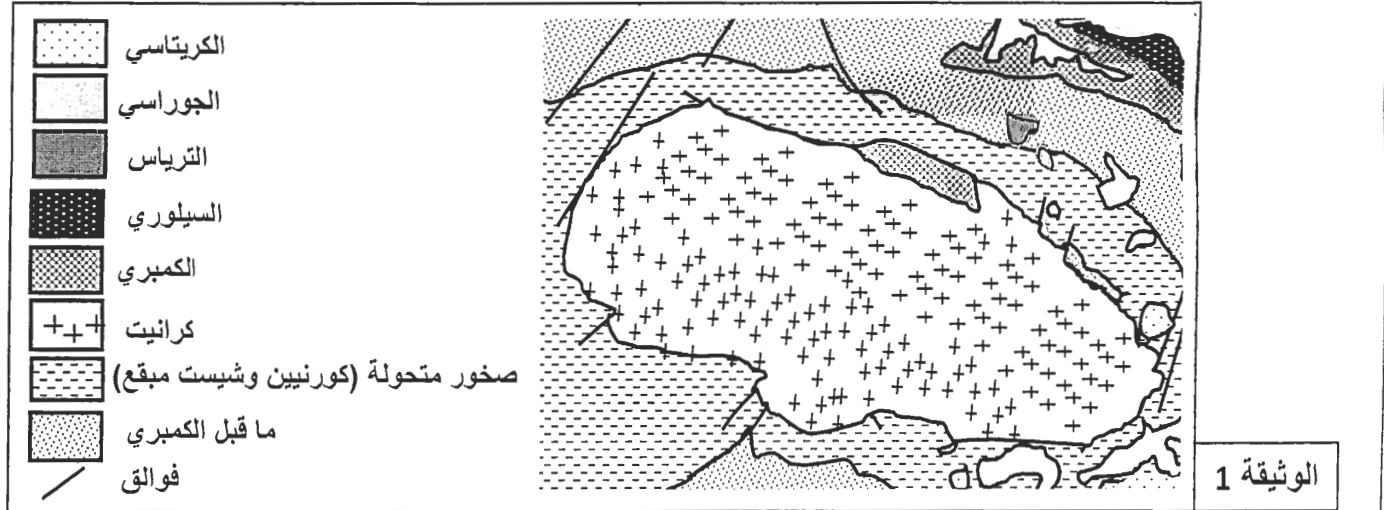 الكريتاسي
الجوراسي
الترياس
السيلوري
الكمبري
كرانيت
صخور متحولة (كورنيين وشيست مبقع)
ما قبل الكمبري
فوالق
الوثيقة 1